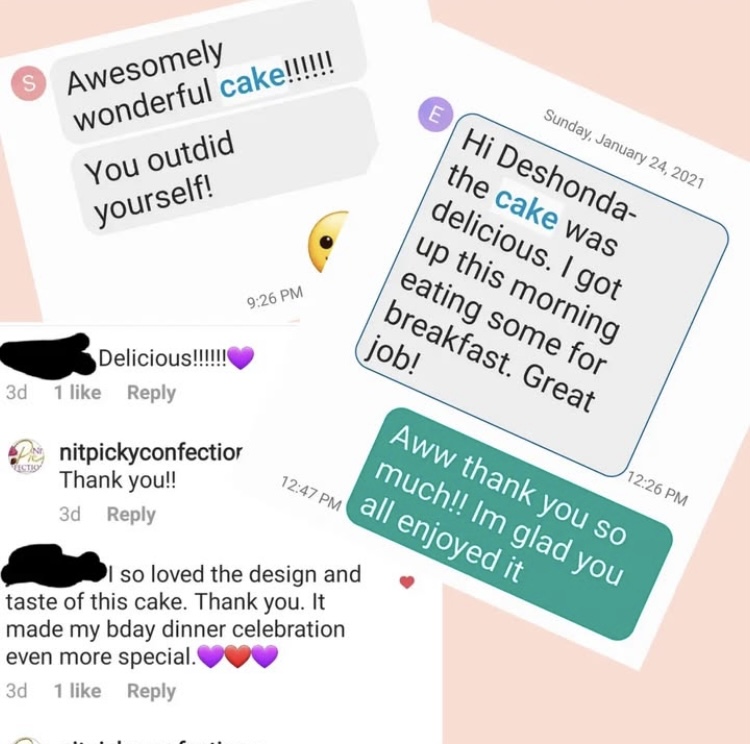 S
Awesomely
wonderful cake!!!!!!
You outdid
yourself!
9:26 PM
E
Sunday, January 24, 2021
Hi Deshonda-
the cake was
delicious. I got
up this morning
eating some for
breakfast. Great
job!
12:26 PM
Aww thank you so
much!! Im glad you
all enjoyed it
12:47 PM
Delicious!!!!!!💜
3d 1 like Reply
nitpickyconfection
Thank you!!
3d Reply
I so loved the design and
taste of this cake. Thank you. It
made my bday dinner celebration
even more special.💜❤️💜
3d 1 like Reply